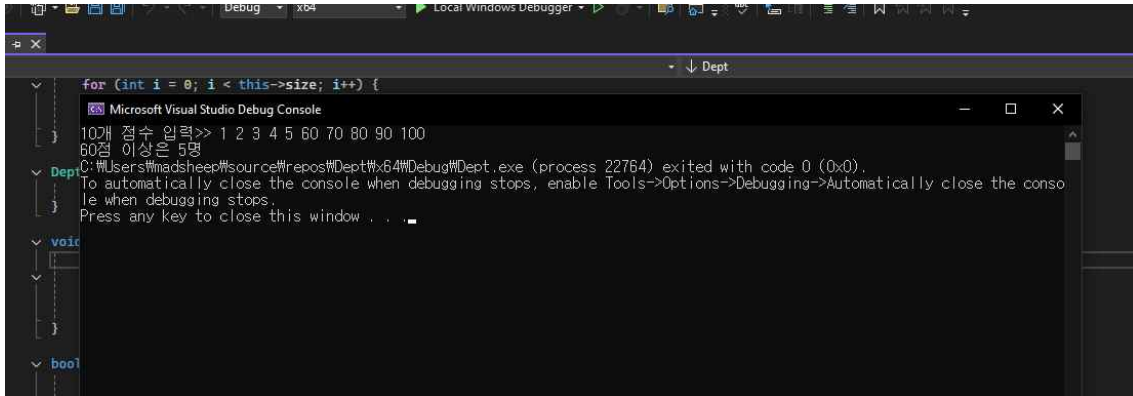 Debug x64 Local Windows Debugger
Dept
for (int i = 0; i < this->size; i++) {
Microsoft Visual Studio Debug Console
}
10개 점수 입력>> 1 2 3 4 5 60 70 80 90 100
60점 이상은 5명
Dept
C:₩Users₩madsheep₩source₩repos₩Dept₩x64₩Debug₩Dept.exe (process 22764) exited with code 0 (0x0).
To automatically close the console when debugging stops, enable Tools->Options->Debugging->Automatically close the conso
le when debugging stops.
}
Press any key to close this window . . .
void
}
bool